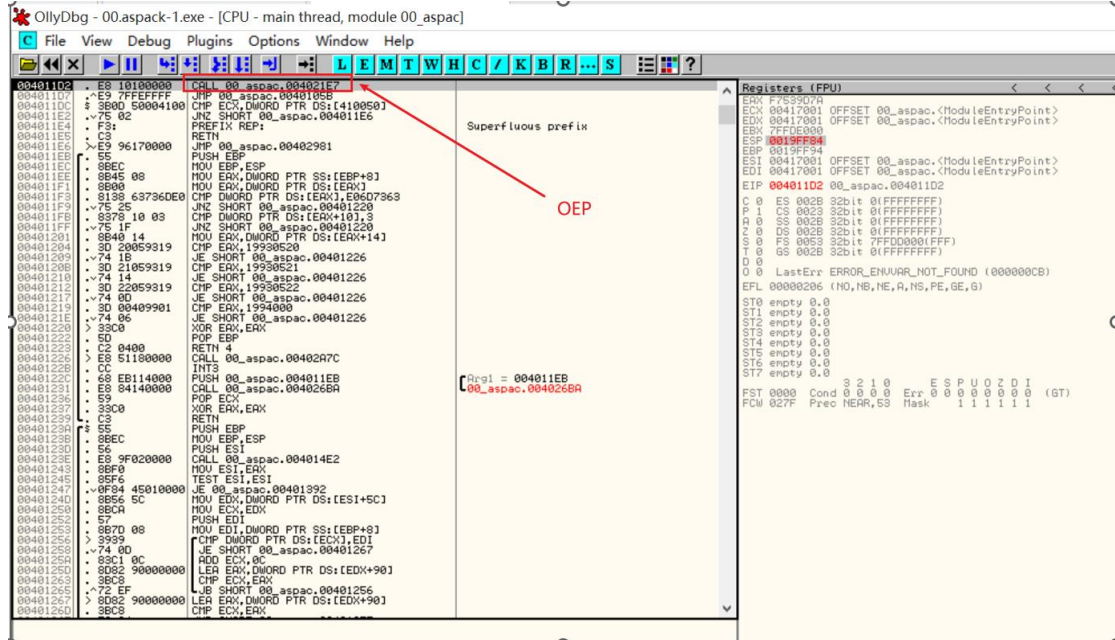 OllyDbg - 00.aspack-1.exe - [CPU - main thread, module 00_aspac]
C File View Debug Plugins Options Window Help
L E M T W H C / K B R ... S ?
004011D2 . E8 10100000 CALL 00_aspac.004021E7
004011D7 .^E9 7FFEFFFF JMP 00_aspac.0040105B
004011DC $ 3B0D 50004100 CMP ECX,DWORD PTR DS:[410050]
004011E2 .v75 02 JNZ SHORT 00_aspac.004011E6
004011E4 . F3: PREFIX REP: Superfluous prefix
004011E5 . C3 RETN
004011E6 >vE9 96170000 JMP 00_aspac.00402981
004011EB . 55 PUSH EBP
004011EC . 8BEC MOV EBP,ESP
004011EE . 8B45 08 MOV EAX,DWORD PTR SS:[EBP+8]
004011F1 . 8B00 MOV EAX,DWORD PTR DS:[EAX]
004011F3 . 8138 63736DE0 CMP DWORD PTR DS:[EAX],E06D7363
004011F9 .v75 25 JNZ SHORT 00_aspac.00401220
004011FB . 8378 10 03 CMP DWORD PTR DS:[EAX+10],3
004011FF .v75 1F JNZ SHORT 00_aspac.00401220
00401201 . 8B40 14 MOV EAX,DWORD PTR DS:[EAX+14]
00401204 . 3D 20059319 CMP EAX,19930520
00401209 .v74 1B JE SHORT 00_aspac.00401226
0040120B . 3D 21059319 CMP EAX,19930521
00401210 .v74 14 JE SHORT 00_aspac.00401226
00401212 . 3D 22059319 CMP EAX,19930522
00401217 .v74 0D JE SHORT 00_aspac.00401226
00401219 . 3D 00409901 CMP EAX,1994000
0040121E .v74 06 JE SHORT 00_aspac.00401226
00401220 > 33C0 XOR EAX,EAX
00401222 . 5D POP EBP
00401223 . C2 0400 RETN 4
00401226 > E8 51180000 CALL 00_aspac.00402A7C
0040122B . CC INT3
0040122C . 68 EB114000 PUSH 00_aspac.004011EB Arg1 = 004011EB
00401231 . E8 84140000 CALL 00_aspac.004026BA 00_aspac.004026BA
00401236 . 59 POP ECX
00401237 . 33C0 XOR EAX,EAX
00401239 . C3 RETN
0040123A $ 55 PUSH EBP
0040123B . 8BEC MOV EBP,ESP
0040123D . 56 PUSH ESI
0040123E . E8 9F020000 CALL 00_aspac.004014E2
00401243 . 8BF0 MOV ESI,EAX
00401245 . 85F6 TEST ESI,ESI
00401247 .v0F84 45010000 JE 00_aspac.00401392
0040124D . 8B56 5C MOV EDX,DWORD PTR DS:[ESI+5C]
00401250 . 8BCA MOV ECX,EDX
00401252 . 57 PUSH EDI
00401253 . 8B7D 08 MOV EDI,DWORD PTR SS:[EBP+8]
00401256 > 3939 CMP DWORD PTR DS:[ECX],EDI
00401258 .v74 0D JE SHORT 00_aspac.00401267
0040125A . 83C1 0C ADD ECX,0C
0040125D . 8D82 90000000 LEA EAX,DWORD PTR DS:[EDX+90]
00401263 . 3BC8 CMP ECX,EAX
00401265 .^72 EF JB SHORT 00_aspac.00401256
00401267 > 8D82 90000000 LEA EAX,DWORD PTR DS:[EDX+90]
0040126D . 3BC8 CMP ECX,EAX
OEP
Registers (FPU) < < <
EAX F7539D7A
ECX 00417001 OFFSET 00_aspac.<ModuleEntryPoint>
EDX 00417001 OFFSET 00_aspac.<ModuleEntryPoint>
EBX 7FFDE000
ESP 0019FF84
EBP 0019FF94
ESI 00417001 OFFSET 00_aspac.<ModuleEntryPoint>
EDI 00417001 OFFSET 00_aspac.<ModuleEntryPoint>
EIP 004011D2 00_aspac.004011D2
C 0 ES 002B 32bit 0(FFFFFFFF)
P 1 CS 0023 32bit 0(FFFFFFFF)
A 0 SS 002B 32bit 0(FFFFFFFF)
Z 0 DS 002B 32bit 0(FFFFFFFF)
S 0 FS 0053 32bit 7FFDD000(FFF)
T 0 GS 002B 32bit 0(FFFFFFFF)
D 0
O 0 LastErr ERROR_ENVVAR_NOT_FOUND (000000CB)
EFL 00000206 (NO,NB,NE,A,NS,PE,GE,G)
ST0 empty 0.0
ST1 empty 0.0
ST2 empty 0.0
ST3 empty 0.0
ST4 empty 0.0
ST5 empty 0.0
ST6 empty 0.0
ST7 empty 0.0
3 2 1 0 E S P U O Z D I
FST 0000 Cond 0 0 0 0 Err 0 0 0 0 0 0 0 0 (GT)
FCW 027F Prec NEAR,53 Mask 1 1 1 1 1 1